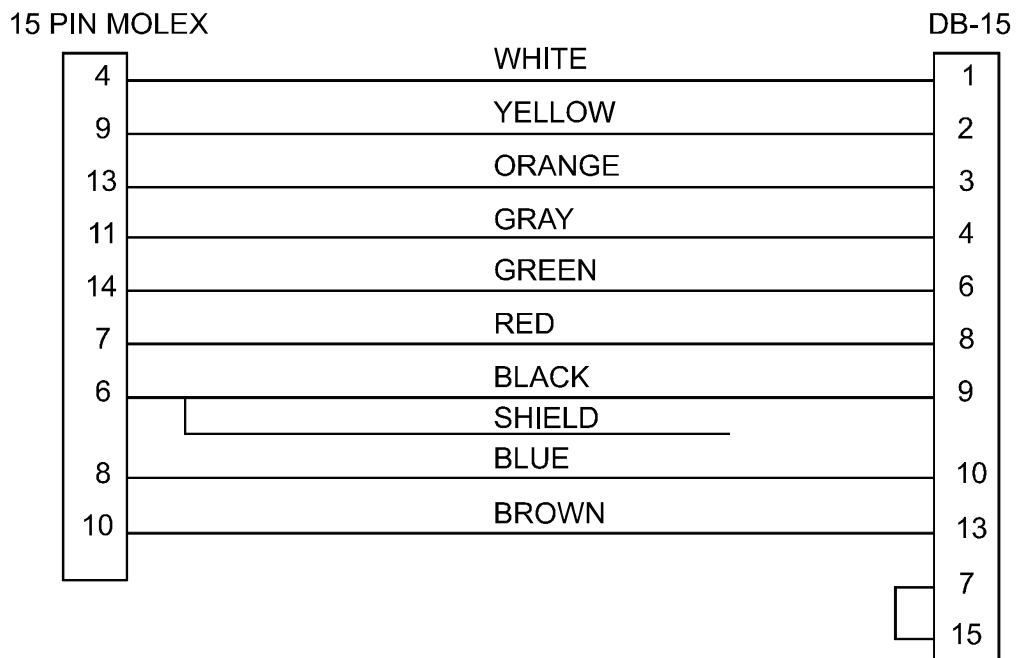 15 PIN MOLEX DB-15
4 WHITE 1
9 YELLOW 2
13 ORANGE 3
11 GRAY 4
14 GREEN 6
7 RED 8
6 BLACK 9
SHIELD
8 BLUE 10
10 BROWN 13
7
15